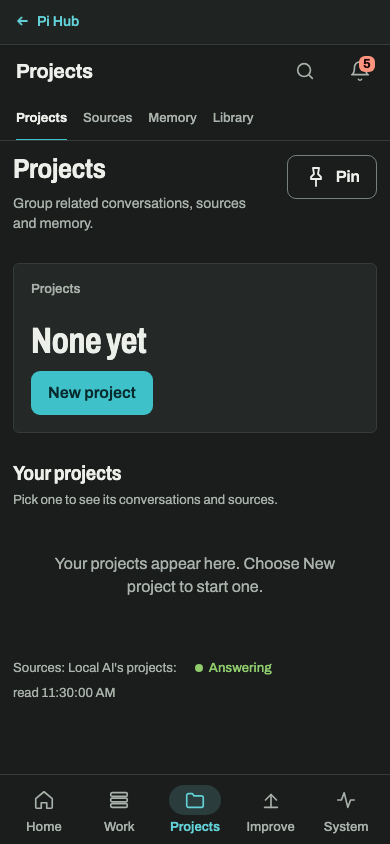 Pi Hub
Projects
5
Projects Sources Memory Library
Projects
Pin
Group related conversations, sources
and memory.
Projects
None yet
New project
Your projects
Pick one to see its conversations and sources.
Your projects appear here. Choose New
project to start one.
Sources: Local AI's projects: Answering
read 11:30:00 AM
Home Work Projects Improve System